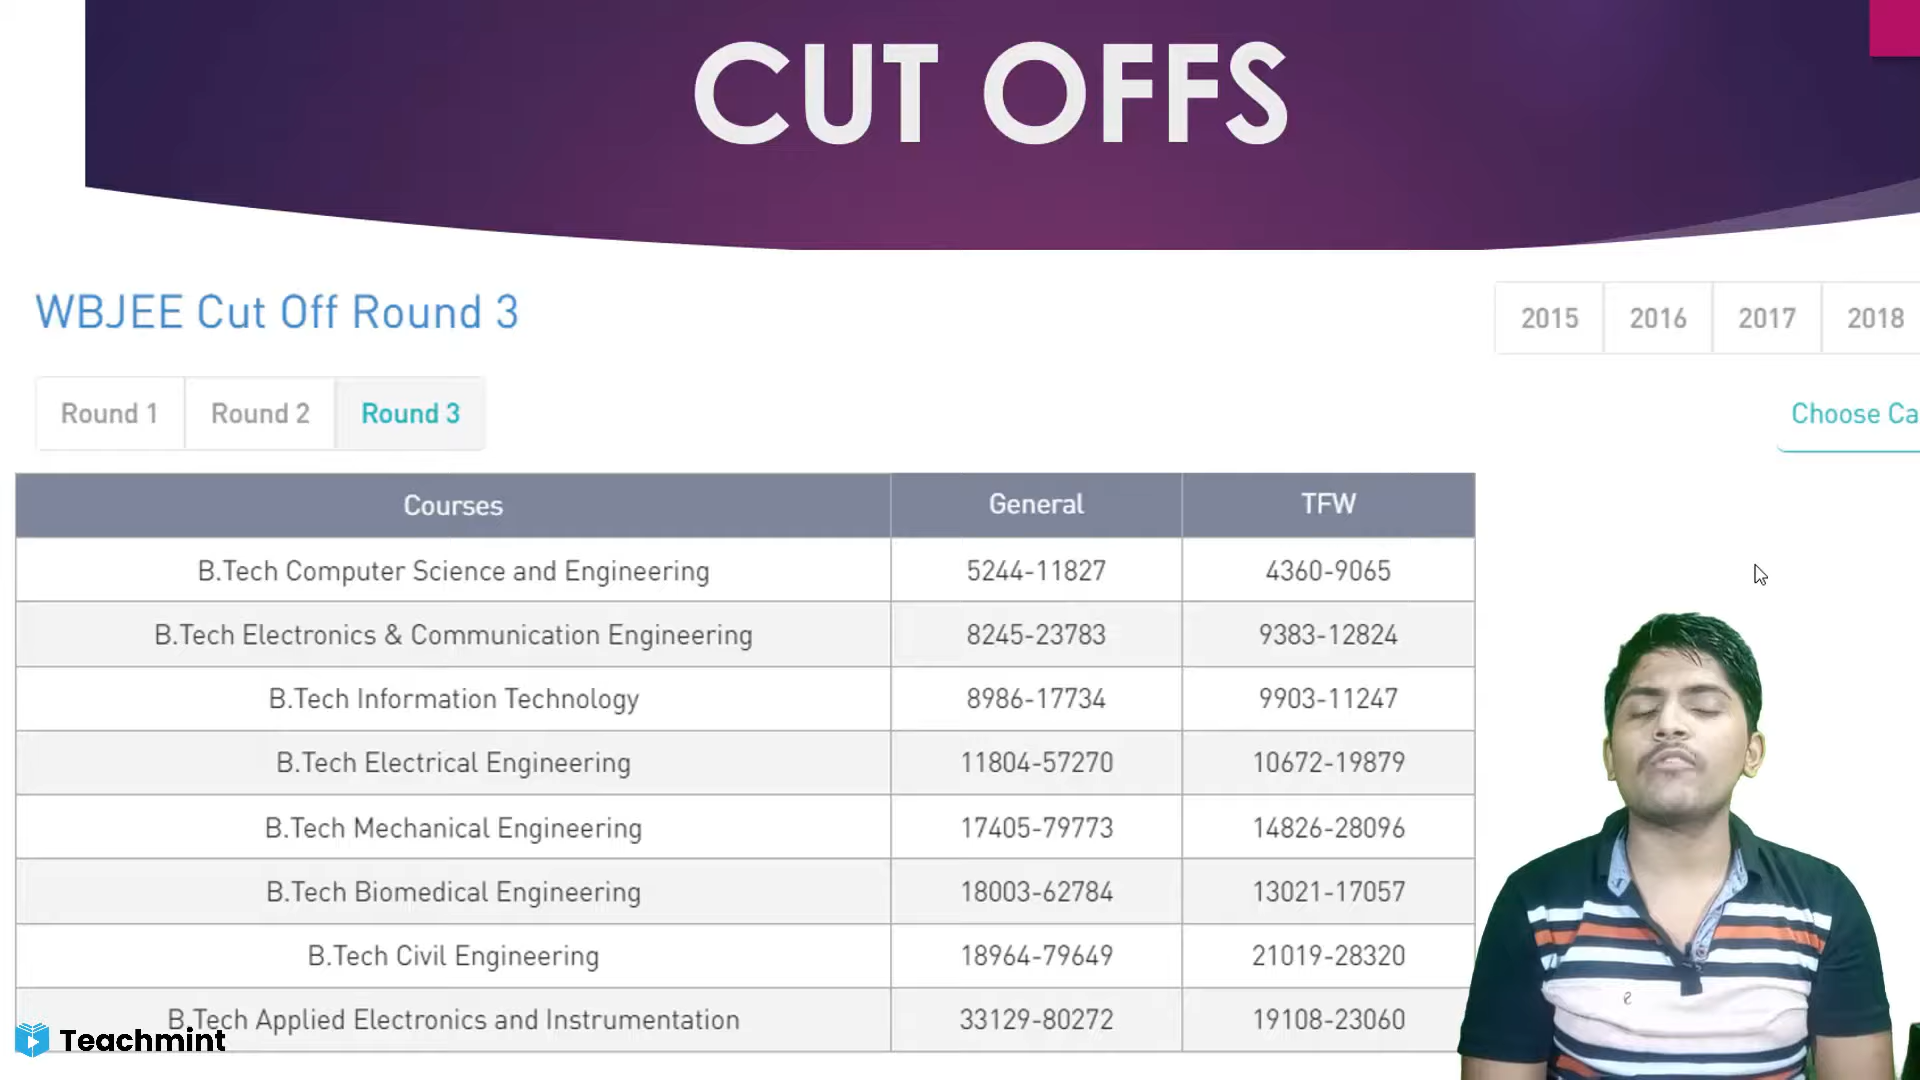 CUT OFFS
WBJEE Cut Off Round 3
2015 2016 2017 2018
Round 1 Round 2 Round 3
Choose Ca
Courses General TFW
B.Tech Computer Science and Engineering 5244-11827 4360-9065
B.Tech Electronics & Communication Engineering 8245-23783 9383-12824
B.Tech Information Technology 8986-17734 9903-11247
B.Tech Electrical Engineering 11804-57270 10672-19879
B.Tech Mechanical Engineering 17405-79773 14826-28096
B.Tech Biomedical Engineering 18003-62784 13021-17057
B.Tech Civil Engineering 18964-79649 21019-28320
B.Tech Applied Electronics and Instrumentation 33129-80272 19108-23060
Teachmint